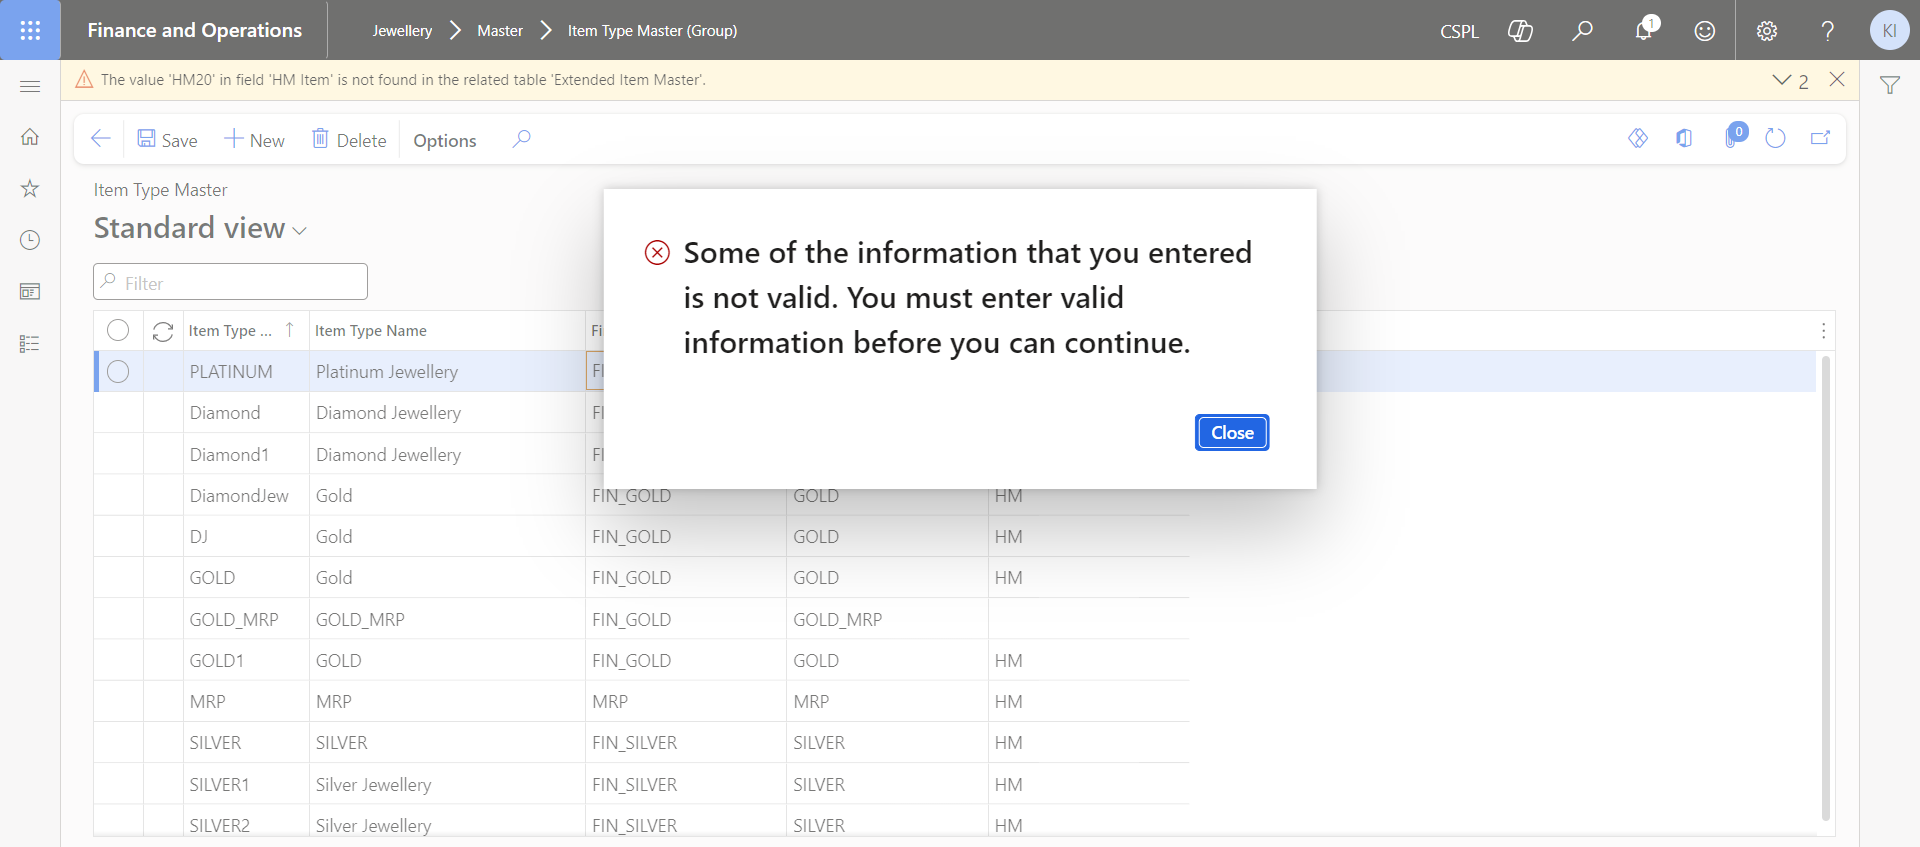 Finance and Operations
Jewellery
Master
Item Type Master (Group)
CSPL
1
?
KI
The value 'HM20' in field 'HM Item' is not found in the related table 'Extended Item Master'.
2
Save
New
Delete
Options
0
Item Type Master
Standard view
Filter
Some of the information that you entered
is not valid. You must enter valid
information before you can continue.
Close
Item Type ...
Item Type Name
PLATINUM Platinum Jewellery
Diamond Diamond Jewellery
Diamond1 Diamond Jewellery
DiamondJew Gold FIN_GOLD GOLD HM
DJ Gold FIN_GOLD GOLD HM
GOLD Gold FIN_GOLD GOLD HM
GOLD_MRP GOLD_MRP FIN_GOLD GOLD_MRP
GOLD1 GOLD FIN_GOLD GOLD HM
MRP MRP MRP MRP HM
SILVER SILVER FIN_SILVER SILVER HM
SILVER1 Silver Jewellery FIN_SILVER SILVER HM
SILVER2 Silver Jewellery FIN_SILVER SILVER HM